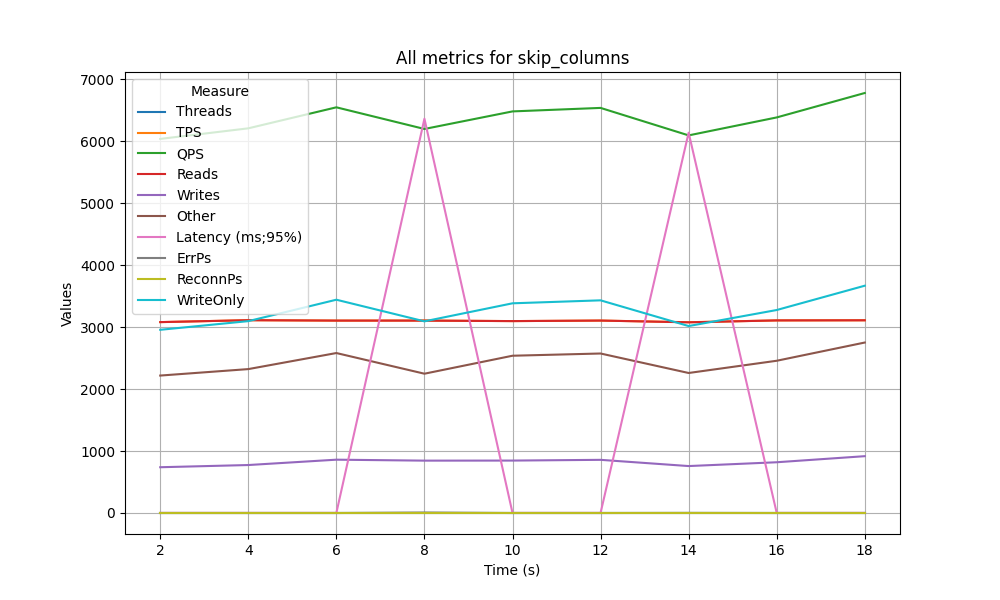 All metrics for skip_columns
7000
6000
5000
4000
3000
2000
1000
0
Values
Measure
Threads
TPS
QPS
Reads
Writes
Other
Latency (ms;95%)
ErrPs
ReconnPs
WriteOnly
2 4 6 8 10 12 14 16 18
Time (s)